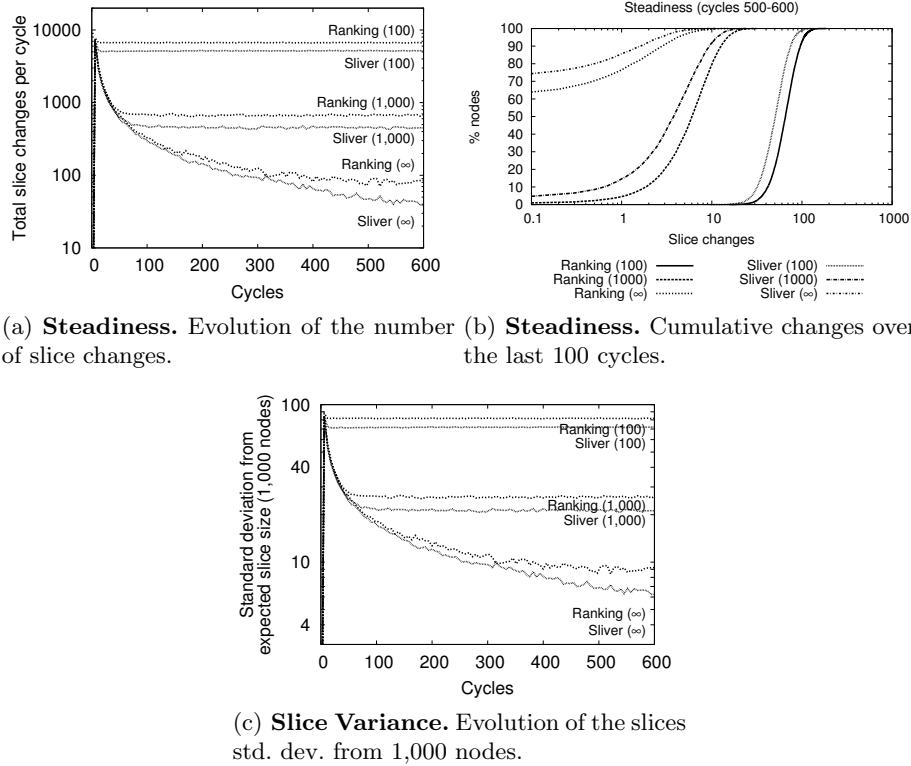 Total slice changes per cycle
10000
1000
100
10
0 100 200 300 400 500 600
Cycles
Ranking (100)
Sliver (100)
Ranking (1,000)
Sliver (1,000)
Ranking (∞)
Sliver (∞)
Steadiness (cycles 500-600)
% nodes
100
90
80
70
60
50
40
30
20
10
0
0.1 1 10 100 1000
Slice changes
Ranking (100)
Ranking (1000)
Ranking (∞)
Sliver (100)
Sliver (1000)
Sliver (∞)
(a) Steadiness. Evolution of the number
of slice changes.
(b) Steadiness. Cumulative changes over
the last 100 cycles.
Standard deviation from
expected slice size (1,000 nodes)
100
40
10
4
0 100 200 300 400 500 600
Cycles
Ranking (100)
Sliver (100)
Ranking (1,000)
Sliver (1,000)
Ranking (∞)
Sliver (∞)
(c) Slice Variance. Evolution of the slices
std. dev. from 1,000 nodes.